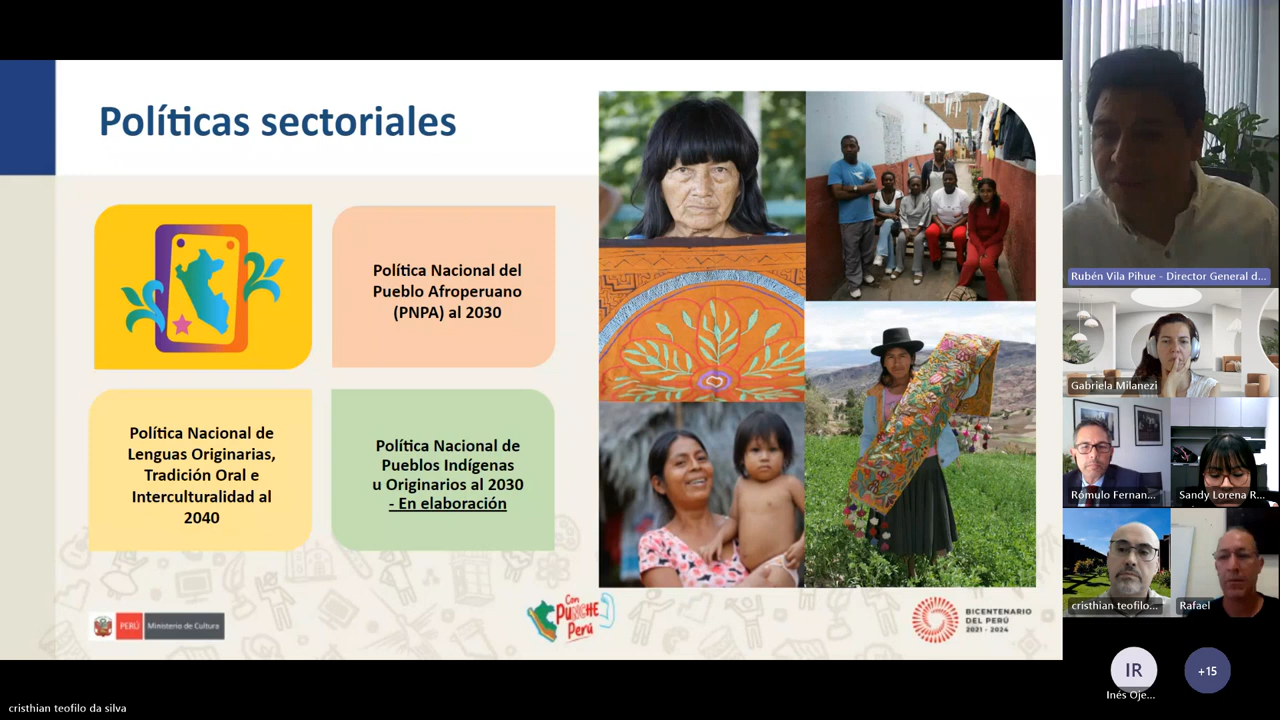 Políticas sectoriales
Política Nacional del
Pueblo Afroperuano
(PNPA) al 2030
Política Nacional de
Lenguas Originarias,
Tradición Oral e
Interculturalidad al
2040
Política Nacional de
Pueblos Indígenas
u Originarios al 2030
- En elaboración
PERÚ
Ministerio de Cultura
Con
PUNCHE
Perú
BICENTENARIO
DEL PERÚ
2021 - 2024
Rubén Vila Pihue - Director General d...
Gabriela Milanezi
Rómulo Fernan...
Sandy Lorena R...
cristhian teofilo...
Rafael
IR
+15
Inés Oje...
cristhian teofilo da silva